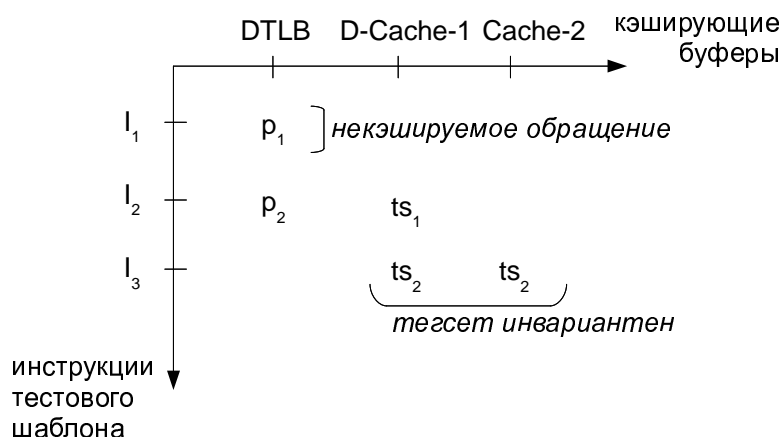 DTLB D-Cache-1 Cache-2 кэширующие
буферы
I1 p1 некэшируемое обращение
I2 p2 ts1
I3 ts2 ts2
тегсет инвариантен
инструкции
тестового
шаблона